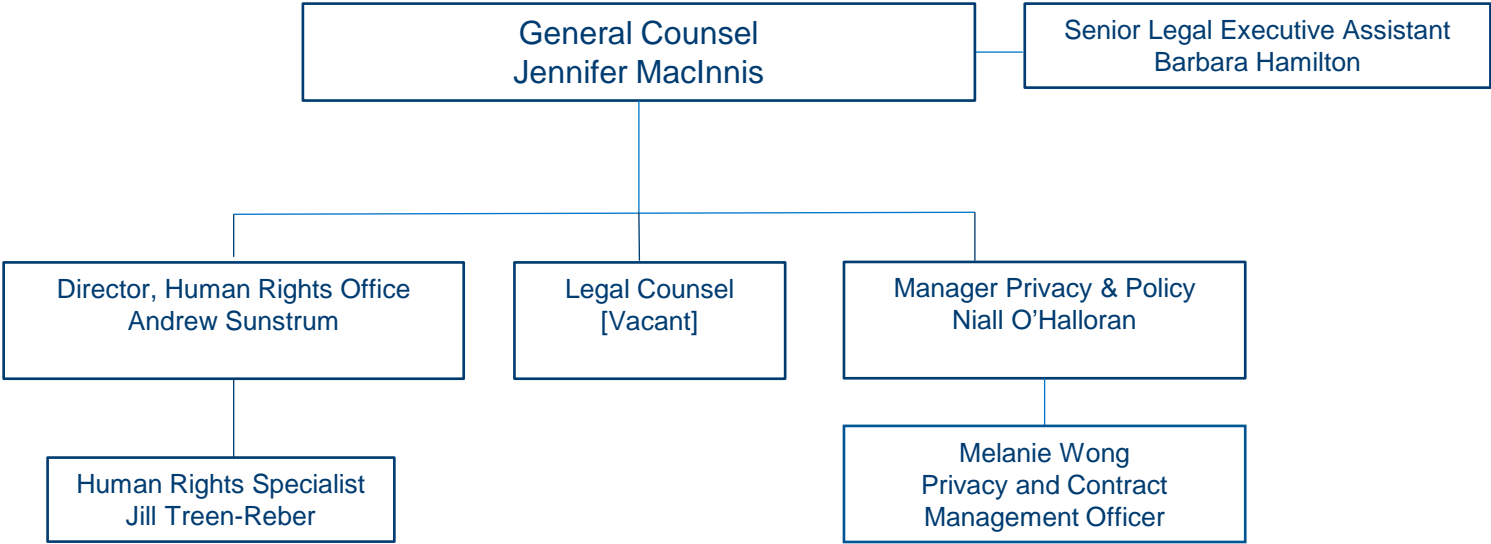 General Counsel
Jennifer MacInnis
Senior Legal Executive Assistant
Barbara Hamilton
Director, Human Rights Office
Andrew Sunstrum
Legal Counsel
[Vacant]
Manager Privacy & Policy
Niall O’Halloran
Human Rights Specialist
Jill Treen-Reber
Melanie Wong
Privacy and Contract
Management Officer